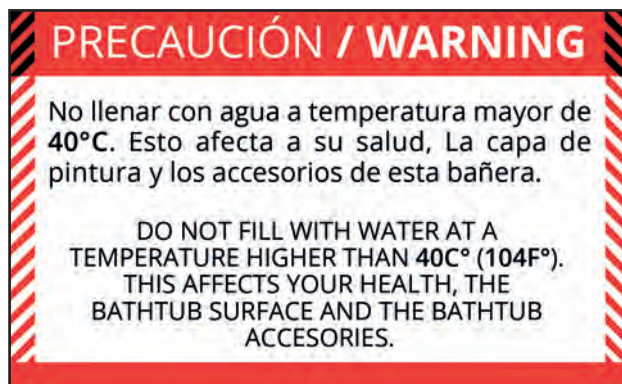 PRECAUCIÓN / WARNING
No llenar con agua a temperatura mayor de
40°C. Esto afecta a su salud, La capa de
pintura y los accesorios de esta bañera.
DO NOT FILL WITH WATER AT A
TEMPERATURE HIGHER THAN 40C° (104F°).
THIS AFFECTS YOUR HEALTH, THE
BATHTUB SURFACE AND THE BATHTUB
ACCESORIES.